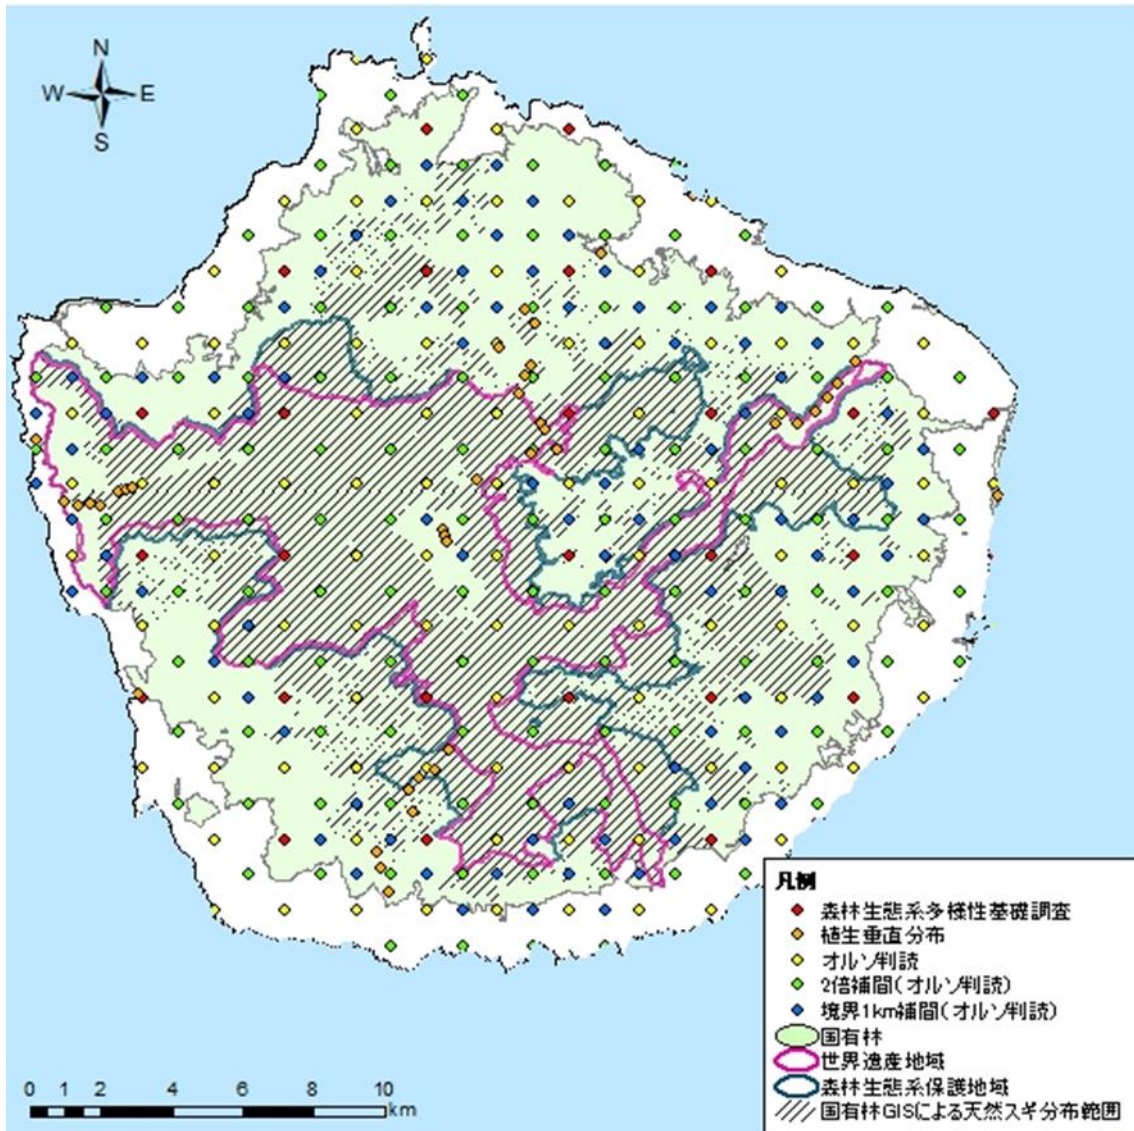 N
W E
S
凡例
森林生態系多様性基礎調査
植生垂直分布
オルソ判読
2倍補間(オルソ判読)
境界1km補間(オルソ判読)
国有林
世界遺産地域
森林生態系保護地域
国有林GISによる天然スギ分布範囲
0 1 2 4 6 8 10
km